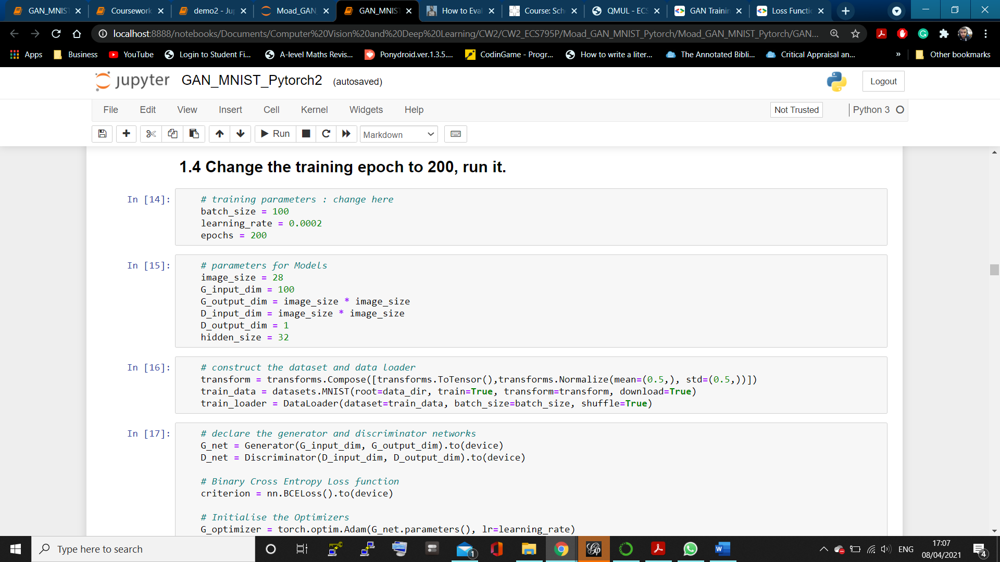 GAN_MNIS
Coursework
demo2 - Ju
Moad_GAN
GAN_MNIS
How to Eva
Course: Sch
QMUL - ECS
GAN Trainin
Loss Functi
localhost:8888/notebooks/Documents/Computer%20Vision%20and%20Deep%20Learning/CW2/CW2_ECS795P/Moad_GAN_MNIST_Pytorch/Moad_GAN_MNIST_Pytorch/GAN...
Apps
Business
YouTube
Login to Student Fi...
A-level Maths Revis...
Ponydroid.ver.1.3.5....
CodinGame - Progr...
How to write a liter...
The Annotated Bibli...
Critical Appraisal an...
»
Other bookmarks
jupyter GAN_MNIST_Pytorch2 (autosaved)
Logout
File Edit View Insert Cell Kernel Widgets Help
Not Trusted
Python 3
Run
Markdown
1.4 Change the training epoch to 200, run it.
In [14]:
# training parameters : change here
batch_size = 100
learning_rate = 0.0002
epochs = 200
In [15]:
# parameters for Models
image_size = 28
G_input_dim = 100
G_output_dim = image_size * image_size
D_input_dim = image_size * image_size
D_output_dim = 1
hidden_size = 32
In [16]:
# construct the dataset and data loader
transform = transforms.Compose([transforms.ToTensor(),transforms.Normalize(mean=(0.5,), std=(0.5,))])
train_data = datasets.MNIST(root=data_dir, train=True, transform=transform, download=True)
train_loader = DataLoader(dataset=train_data, batch_size=batch_size, shuffle=True)
In [17]:
# declare the generator and discriminator networks
G_net = Generator(G_input_dim, G_output_dim).to(device)
D_net = Discriminator(D_input_dim, D_output_dim).to(device)
# Binary Cross Entropy Loss function
criterion = nn.BCELoss().to(device)
# Initialise the Optimizers
G_optimizer = torch.optim.Adam(G_net.parameters(), lr=learning_rate)
Type here to search
1
ENG
17:07
08/04/2021
4